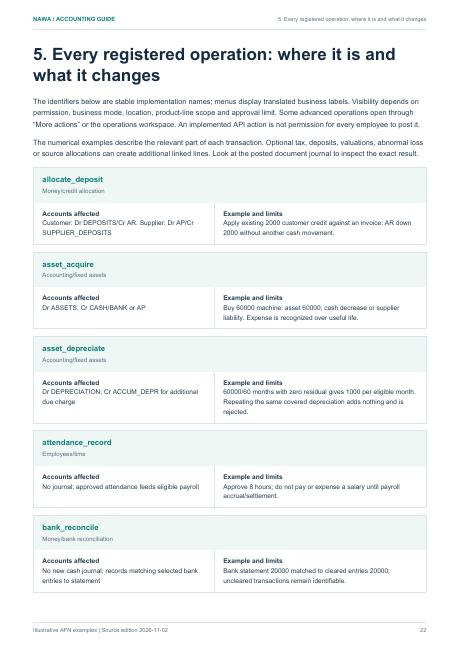 NAWA / ACCOUNTING GUIDE
5. Every registered operation: where it is and what it changes
5. Every registered operation: where it is and
what it changes
The identifiers below are stable implementation names; menus display translated business labels. Visibility depends on
permission, business mode, location, product-line scope and approval limit. Some advanced operations open through
“More actions” or the operations workspace. An implemented API action is not permission for every employee to post it.
The numerical examples describe the relevant part of each transaction. Optional tax, deposits, valuations, abnormal loss
or source allocations can create additional linked lines. Look at the posted document journal to inspect the exact result.
allocate_deposit
Money/credit allocation
Accounts affected
Customer: Dr DEPOSITS/Cr AR. Supplier: Dr AP/Cr
SUPPLIER_DEPOSITS
Example and limits
Apply existing 2000 customer credit against an invoice: AR down
2000 without another cash movement.
asset_acquire
Accounting/fixed assets
Accounts affected
Dr ASSETS; Cr CASH/BANK or AP
Example and limits
Buy 60000 machine: asset 60000; cash decrease or supplier
liability. Expense is recognized over useful life.
asset_depreciate
Accounting/fixed assets
Accounts affected
Dr DEPRECIATION; Cr ACCUM_DEPR for additional
due charge
Example and limits
60000/60 months with zero residual gives 1000 per eligible month.
Repeating the same covered depreciation adds nothing and is
rejected.
attendance_record
Employees/time
Accounts affected
No journal; approved attendance feeds eligible payroll
Example and limits
Approve 8 hours; do not pay or expense a salary until payroll
accrual/settlement.
bank_reconcile
Money/bank reconciliation
Accounts affected
No new cash journal; records matching selected bank
entries to statement
Example and limits
Bank statement 20000 matched to cleared entries 20000;
uncleared transactions remain identifiable.
Illustrative AFN examples | Source edition 2026-11-02
22